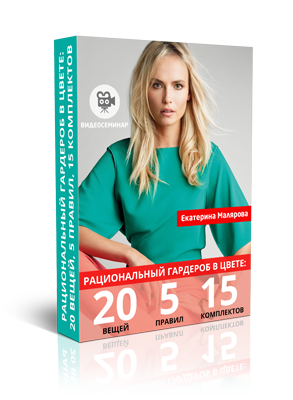 РАЦИОНАЛЬНЫЙ ГАРДЕРОБ В ЦВЕТЕ:
20 ВЕЩЕЙ, 5 ПРАВИЛ, 15 КОМПЛЕКТОВ
ВИДЕОСЕМИНАР
Екатерина Малярова
РАЦИОНАЛЬНЫЙ ГАРДЕРОБ В ЦВЕТЕ:
20 5 15
ВЕЩЕЙ ПРАВИЛ КОМПЛЕКТОВ